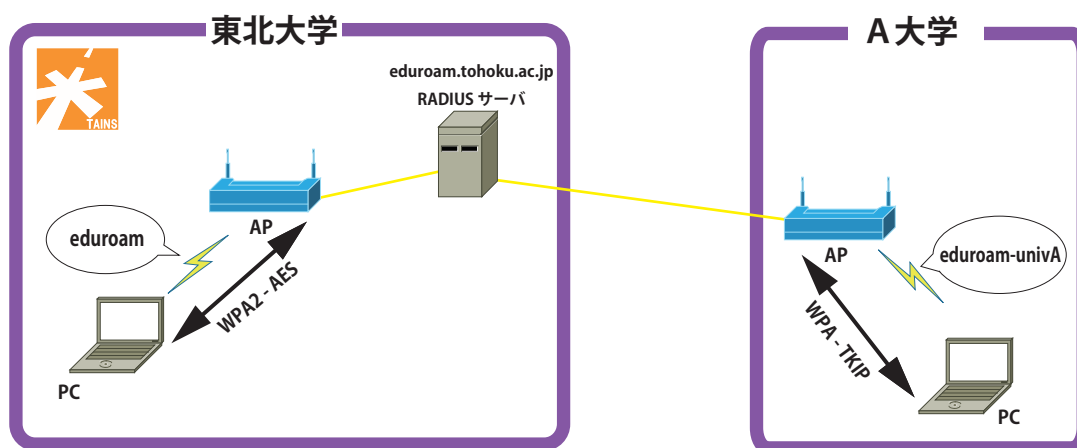 東北大学
A大学
TAINS
eduroam.tohoku.ac.jp
RADIUS サーバ
AP
eduroam
WPA2 - AES
PC
AP
eduroam-univA
WPA - TKIP
PC